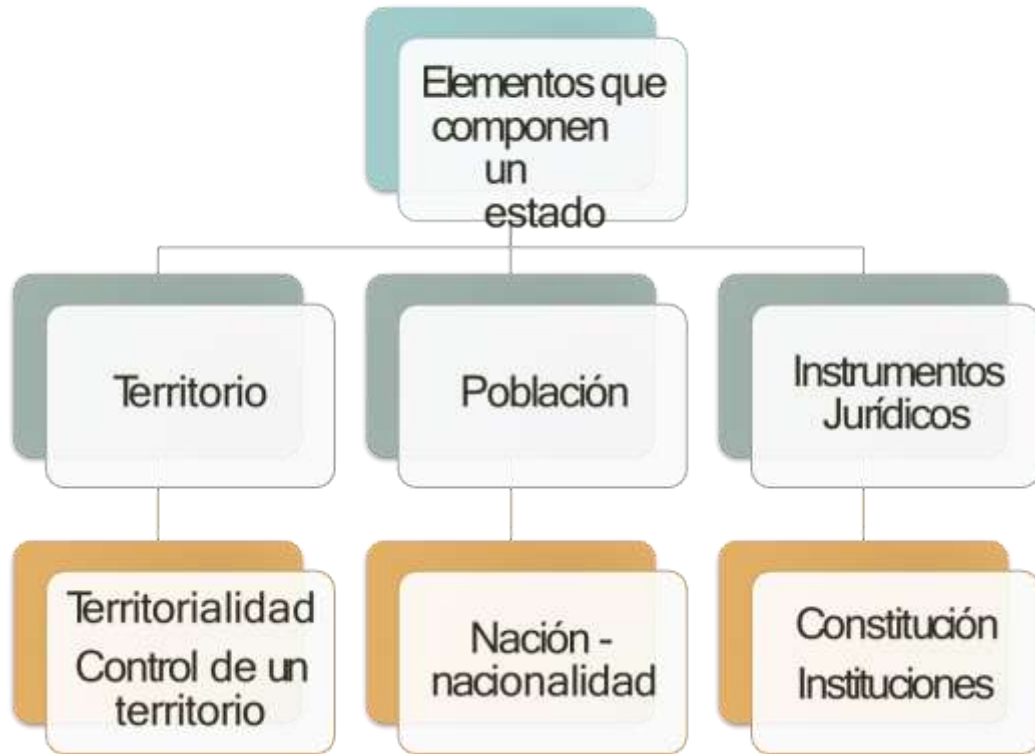 Elementos que
componen
un
estado
Territorio
Población
Instrumentos
Jurídicos
Territorialidad
Control de un
territorio
Nación -
nacionalidad
Constitución
Instituciones